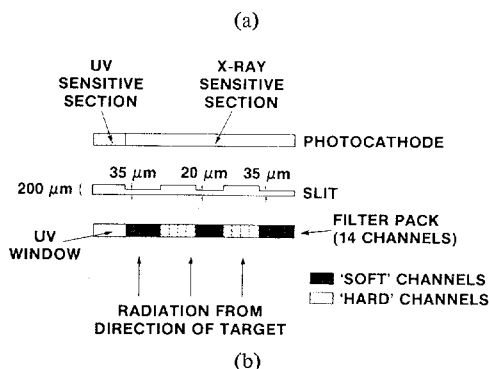 (a)
UV
SENSITIVE
SECTION
X-RAY
SENSITIVE
SECTION
PHOTOCATHODE
35 μm
20 μm
35 μm
200 μm
SLIT
UV
WINDOW
FILTER PACK
(14 CHANNELS)
'SOFT' CHANNELS
'HARD' CHANNELS
RADIATION FROM
DIRECTION OF TARGET
(b)